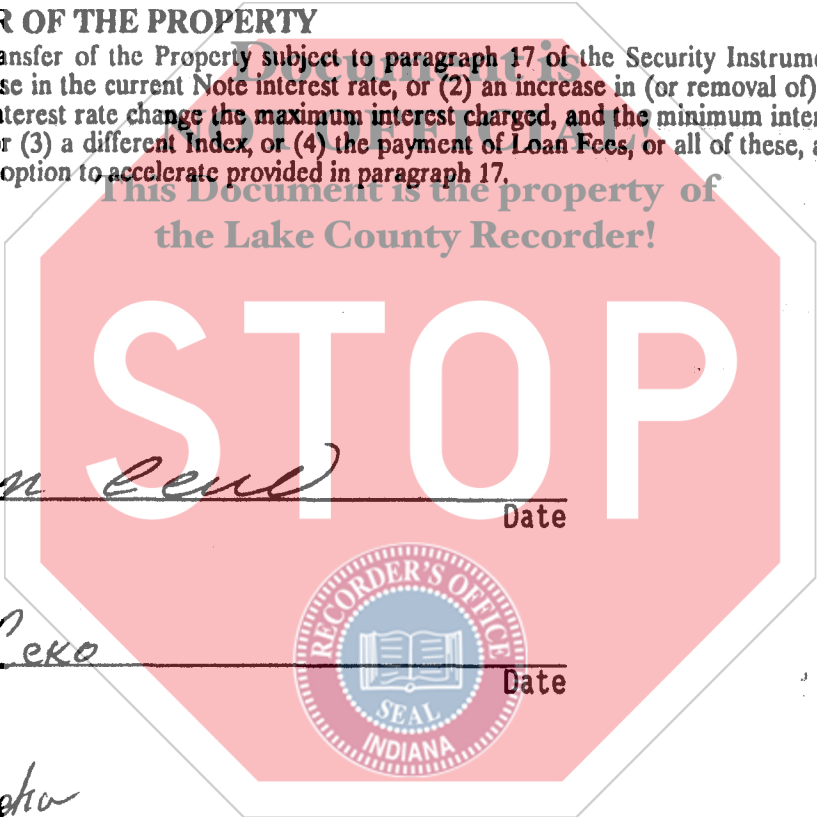 R OF THE PROPERTY
ansfer of the Property subject to paragraph 17 of the Security Instrume
se in the current Note interest rate, or (2) an increase in (or removal of)
nterest rate change the maximum interest charged, and the minimum inter
r (3) a different Index, or (4) the payment of Loan Fees, or all of these, a
option to accelerate provided in paragraph 17.
Document is
NOT OFFICIAL!
This Document is the property of
the Lake County Recorder!
STOP
Date
Ceko
Date
RECORDER'S OFFICE
SEAL
INDIANA